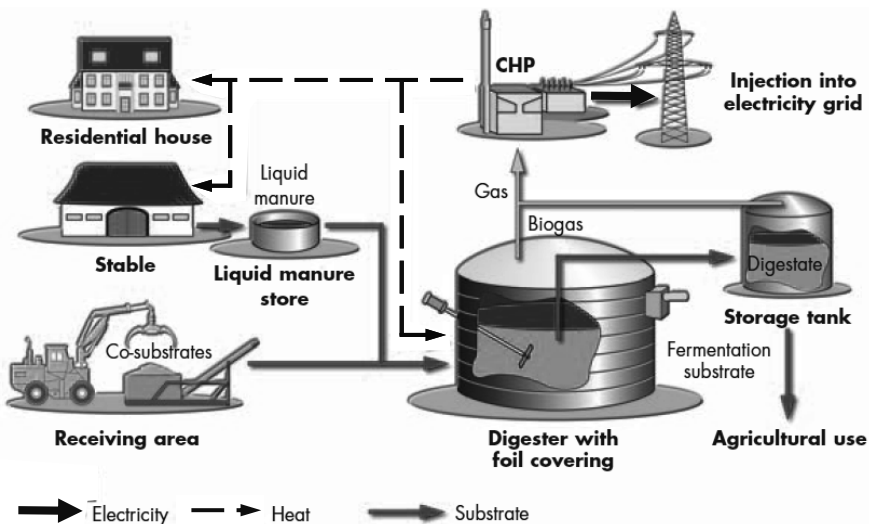 CHP
Injection into
electricity grid
Residential house
Liquid
manure
Gas
Biogas
Stable
Liquid manure
store
Digestate
Storage tank
Co-substrates
Fermentation
substrate
Receiving area
Digester with
foil covering
Agricultural use
Electricity
Heat
Substrate